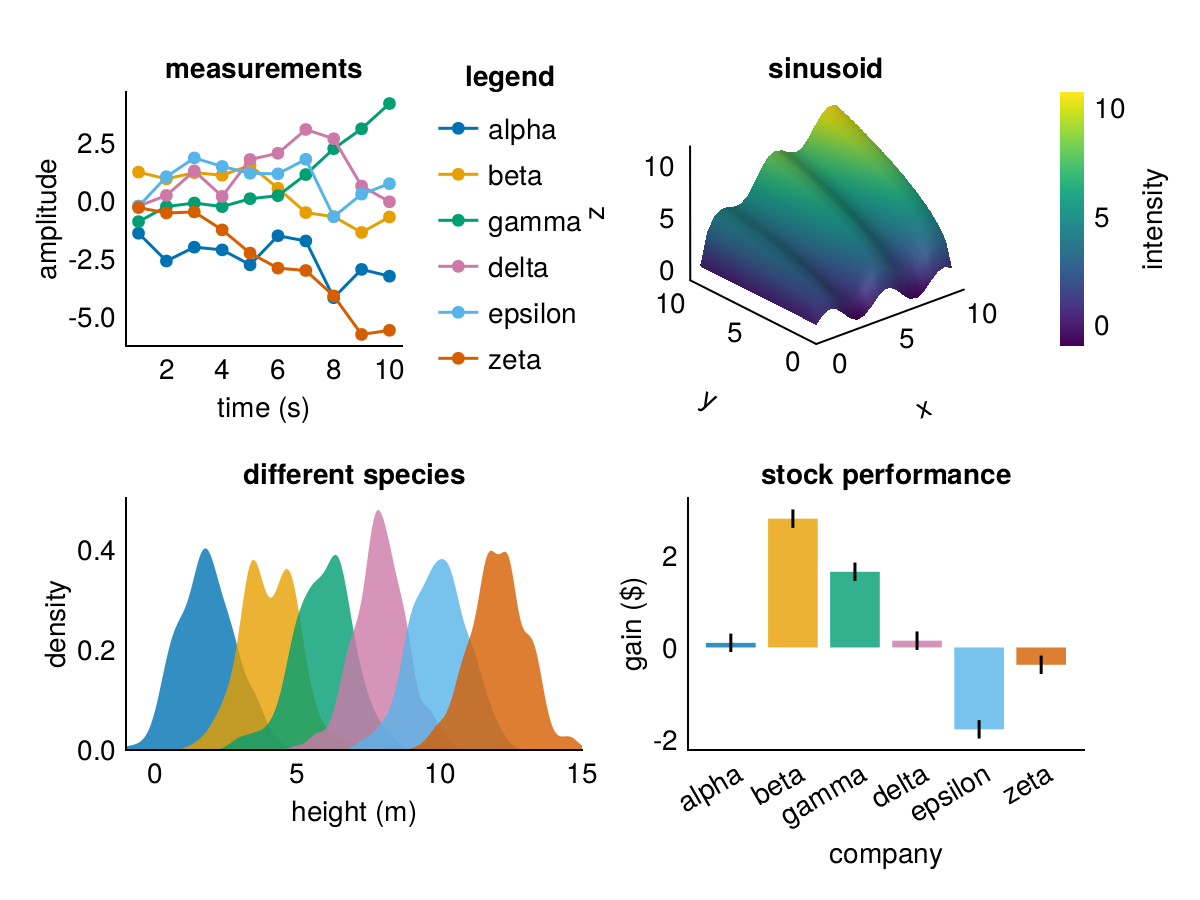 measurements
amplitude
2.5
0.0
-2.5
-5.0
2 4 6 8 10
time (s)
legend
alpha
beta
gamma
delta
epsilon
zeta
sinusoid
z
10
5
0
10
5
0
y
0
5
10
x
10
5
0
intensity
different species
density
0.4
0.2
0.0
0 5 10 15
height (m)
stock performance
gain ($)
2
0
-2
alpha beta gamma delta epsilon zeta
company